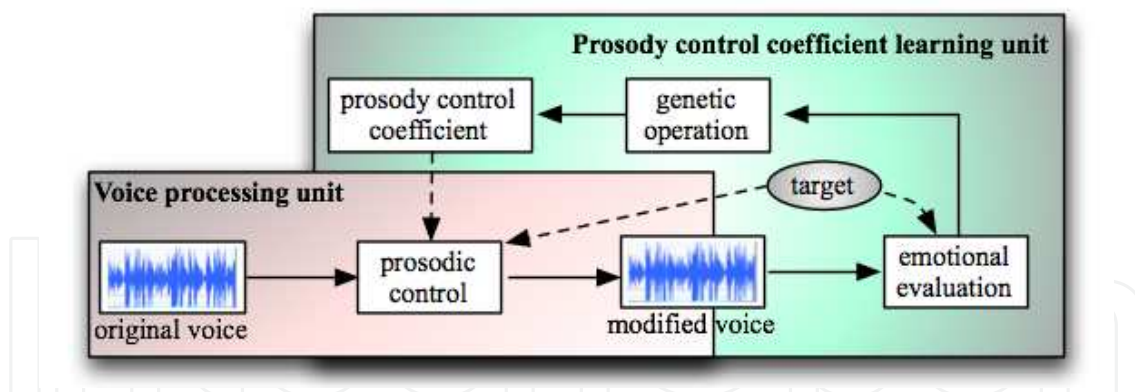 Prosody control coefficient learning unit
prosody control
coefficient
genetic
operation
Voice processing unit
target
prosodic
control
emotional
evaluation
original voice
modified voice